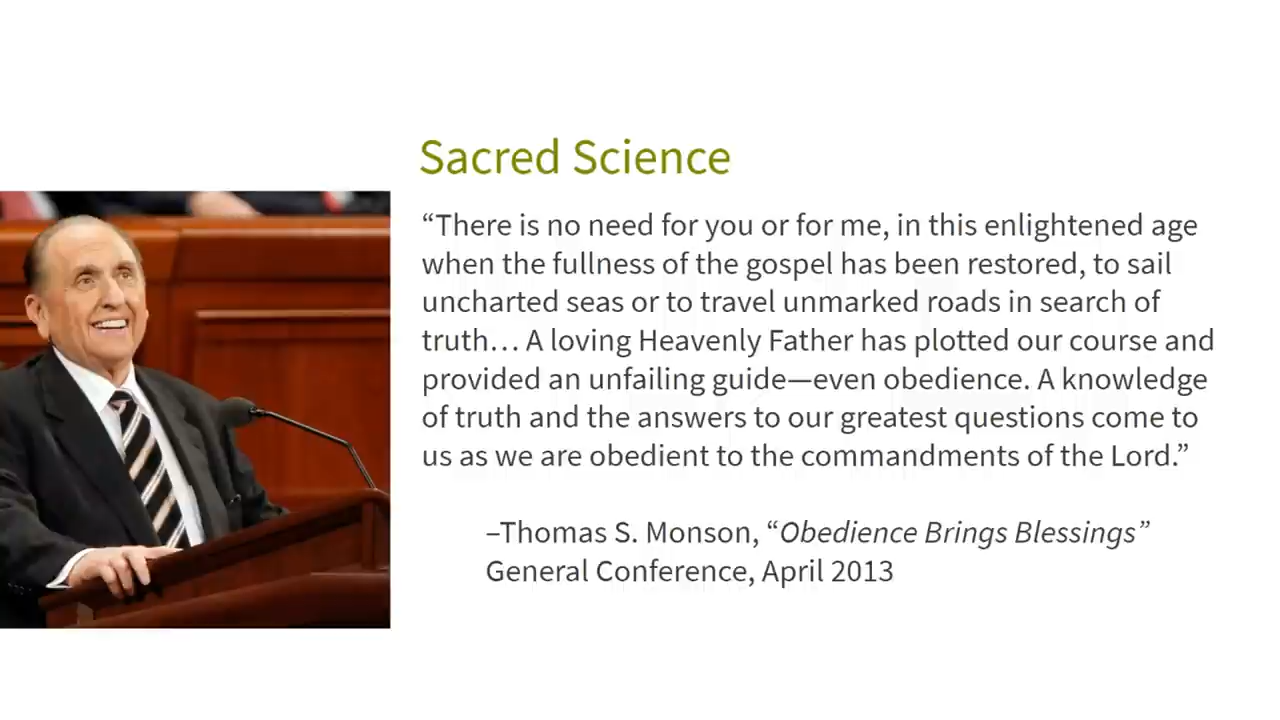 Sacred Science
“There is no need for you or for me, in this enlightened age
when the fullness of the gospel has been restored, to sail
uncharted seas or to travel unmarked roads in search of
truth… A loving Heavenly Father has plotted our course and
provided an unfailing guide—even obedience. A knowledge
of truth and the answers to our greatest questions come to
us as we are obedient to the commandments of the Lord.”
–Thomas S. Monson, “Obedience Brings Blessings”
General Conference, April 2013